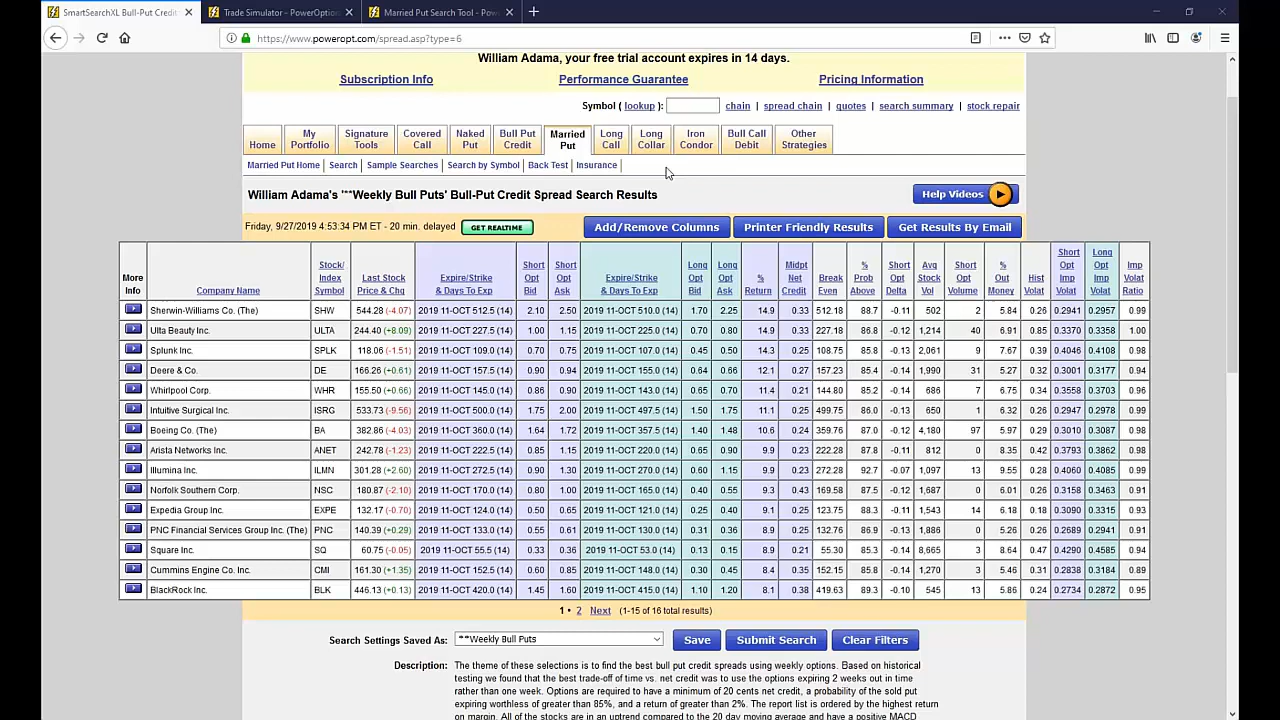 SmartSearchXL Bull-Put Credit
Trade Simulator – PowerOption
Married Put Search Tool – Pow
https://www.poweropt.com/spread.asp?type=6
William Adama, your free trial account expires in 14 days.
Subscription Info Performance Guarantee Pricing Information
Symbol ( lookup ): chain | spread chain | quotes | search summary | stock repair
Home My Portfolio Signature Tools Covered Call Naked Put Bull Put Credit Married Put Long Call Long Collar Iron Condor Bull Call Debit Other Strategies
Married Put Home | Search | Sample Searches | Search by Symbol | Back Test | Insurance |
William Adama's '**Weekly Bull Puts' Bull-Put Credit Spread Search Results Help Videos
Friday, 9/27/2019 4:53:34 PM ET - 20 min. delayed GET REALTIME Add/Remove Columns Printer Friendly Results Get Results By Email
More Info Company Name Stock/ Index Symbol Last Stock Price & Chg Expire/Strike & Days To Exp Short Opt Bid Short Opt Ask Expire/Strike & Days To Exp Long Opt Bid Long Opt Ask % Return Midpt Net Credit Break Even % Prob Above Short Opt Delta Avg Stock Vol Short Opt Volume % Out Money Hist Volat Short Opt Imp Volat Long Opt Imp Volat Imp Volat Ratio
Sherwin-Williams Co. (The) SHW 544.28 (-4.07) 2019 11-OCT 512.5 (14) 2.10 2.50 2019 11-OCT 510.0 (14) 1.70 2.25 14.9 0.33 512.18 88.7 -0.11 502 2 5.84 0.26 0.2941 0.2957 0.99
Ulta Beauty Inc. ULTA 244.40 (+8.09) 2019 11-OCT 227.5 (14) 1.00 1.15 2019 11-OCT 225.0 (14) 0.70 0.80 14.9 0.33 227.18 86.8 -0.12 1,214 40 6.91 0.85 0.3370 0.3358 1.00
Splunk Inc. SPLK 118.06 (-1.51) 2019 11-OCT 109.0 (14) 0.70 0.75 2019 11-OCT 107.0 (14) 0.45 0.50 14.3 0.25 108.75 85.8 -0.13 2,061 9 7.67 0.39 0.4046 0.4108 0.98
Deere & Co. DE 166.26 (+0.61) 2019 11-OCT 157.5 (14) 0.90 0.94 2019 11-OCT 155.0 (14) 0.64 0.66 12.1 0.27 157.23 85.4 -0.14 1,990 31 5.27 0.32 0.3001 0.3177 0.94
Whirlpool Corp. WHR 155.50 (+0.66) 2019 11-OCT 145.0 (14) 0.86 0.90 2019 11-OCT 143.0 (14) 0.65 0.70 11.4 0.21 144.80 85.2 -0.14 686 7 6.75 0.34 0.3558 0.3703 0.96
Intuitive Surgical Inc. ISRG 533.73 (-9.56) 2019 11-OCT 500.0 (14) 1.75 2.00 2019 11-OCT 497.5 (14) 1.50 1.75 11.1 0.25 499.75 86.0 -0.13 650 1 6.32 0.26 0.2947 0.2978 0.99
Boeing Co. (The) BA 382.86 (-4.03) 2019 11-OCT 360.0 (14) 1.64 1.72 2019 11-OCT 357.5 (14) 1.40 1.48 10.6 0.24 359.76 87.0 -0.12 4,180 97 5.97 0.29 0.3010 0.3087 0.98
Arista Networks Inc. ANET 242.78 (-1.23) 2019 11-OCT 222.5 (14) 0.85 1.15 2019 11-OCT 220.0 (14) 0.65 0.90 9.9 0.23 222.28 87.8 -0.11 812 0 8.35 0.42 0.3793 0.3862 0.98
Illumina Inc. ILMN 301.28 (+2.60) 2019 11-OCT 272.5 (14) 0.90 1.30 2019 11-OCT 270.0 (14) 0.60 1.15 9.9 0.23 272.28 92.7 -0.07 1,097 13 9.55 0.28 0.4060 0.4085 0.99
Norfolk Southern Corp. NSC 180.87 (-2.10) 2019 11-OCT 170.0 (14) 0.80 1.00 2019 11-OCT 165.0 (14) 0.40 0.55 9.3 0.43 169.58 87.5 -0.12 1,687 0 6.01 0.26 0.3158 0.3463 0.91
Expedia Group Inc. EXPE 132.17 (-0.70) 2019 11-OCT 124.0 (14) 0.50 0.65 2019 11-OCT 121.0 (14) 0.25 0.40 9.1 0.25 123.75 88.3 -0.11 1,543 14 6.18 0.28 0.3090 0.3315 0.93
PNC Financial Services Group Inc. (The) PNC 140.39 (+0.29) 2019 11-OCT 133.0 (14) 0.55 0.61 2019 11-OCT 130.0 (14) 0.31 0.36 8.9 0.25 132.76 86.9 -0.13 1,886 0 5.26 0.26 0.2689 0.2941 0.91
Square Inc. SQ 60.75 (-0.05) 2019 11-OCT 55.5 (14) 0.33 0.36 2019 11-OCT 53.0 (14) 0.13 0.15 8.9 0.21 55.30 85.3 -0.14 8,665 3 8.64 0.47 0.4290 0.4585 0.94
Cummins Engine Co. Inc. CMI 161.30 (+1.35) 2019 11-OCT 152.5 (14) 0.60 0.85 2019 11-OCT 148.0 (14) 0.30 0.45 8.4 0.35 152.15 85.9 -0.14 1,270 3 5.46 0.31 0.2838 0.3184 0.89
BlackRock Inc. BLK 446.13 (+0.13) 2019 11-OCT 420.0 (14) 1.45 1.60 2019 11-OCT 415.0 (14) 1.10 1.20 8.1 0.38 419.63 89.3 -0.10 545 13 5.86 0.24 0.2734 0.2872 0.95
1 • 2 Next (1-15 of 16 total results)
Search Settings Saved As: **Weekly Bull Puts Save Submit Search Clear Filters
Description: The theme of these selections is to find the best bull put credit spreads using weekly options. Based on historical
testing we found that the best trade-off of time vs. net credit was to use the options expiring 2 weeks out in time
rather than one week. Options are required to have a minimum of 20 cents net credit, a probability of the sold put
expiring worthless of greater than 85%, and a return of greater than 2%. The report list is ordered by the highest return
on margin. All of the stocks are in an uptrend compared to the 20 day moving average and have a positive MACD